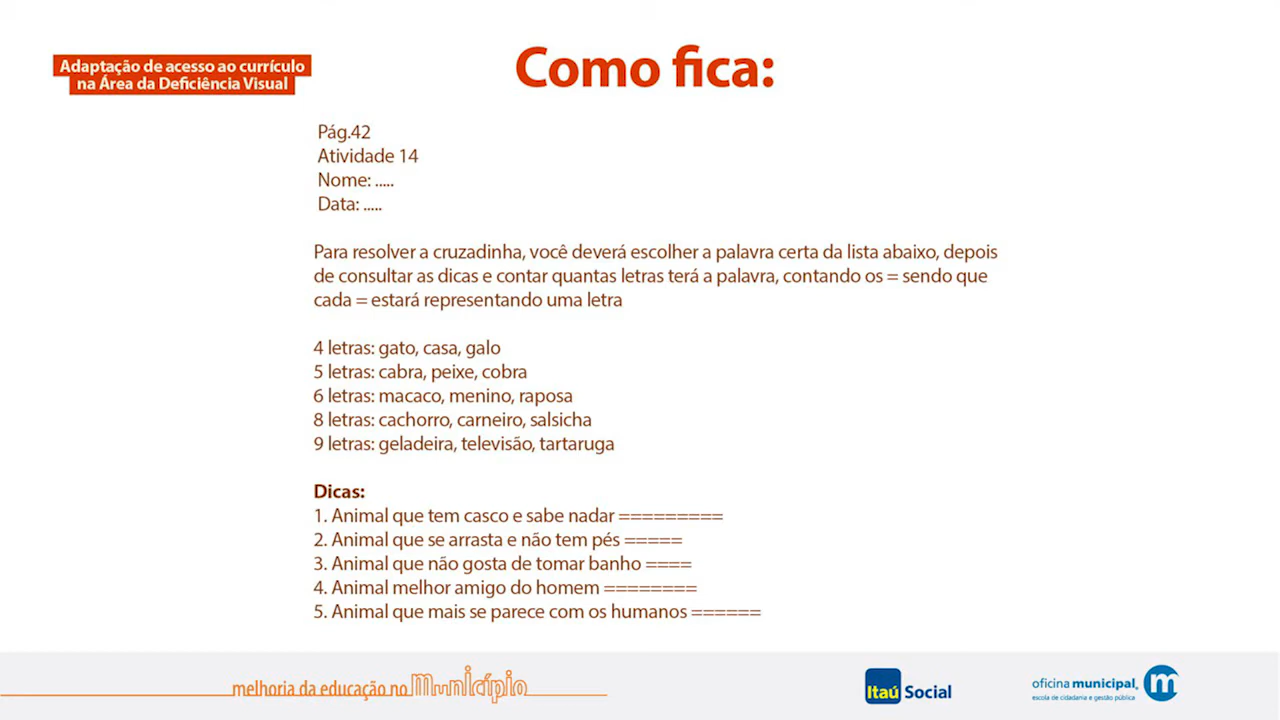 Adaptação de acesso ao currículo
na Área da Deficiência Visual
Como fica:
Pág.42
Atividade 14
Nome: .....
Data: .....
Para resolver a cruzadinha, você deverá escolher a palavra certa da lista abaixo, depois
de consultar as dicas e contar quantas letras terá a palavra, contando os = sendo que
cada = estará representando uma letra
4 letras: gato, casa, galo
5 letras: cabra, peixe, cobra
6 letras: macaco, menino, raposa
8 letras: cachorro, carneiro, salsicha
9 letras: geladeira, televisão, tartaruga
Dicas:
1. Animal que tem casco e sabe nadar =========
2. Animal que se arrasta e não tem pés =====
3. Animal que não gosta de tomar banho ====
4. Animal melhor amigo do homem ========
5. Animal que mais se parece com os humanos ======
melhoria da educação no município
Itaú Social
oficina municipal
escola de cidadania e gestão pública
m